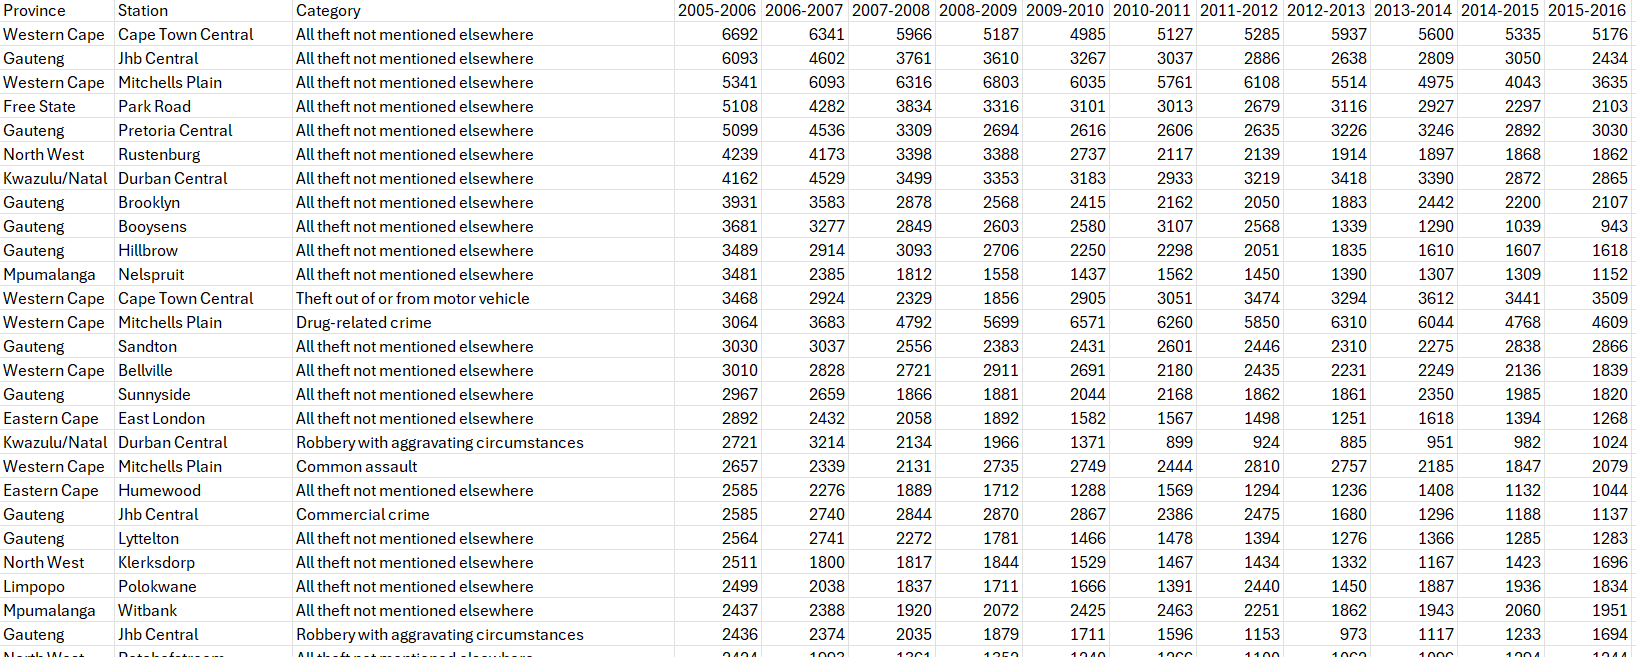 Province Station Category 2005-2006 2006-2007 2007-2008 2008-2009 2009-2010 2010-2011 2011-2012 2012-2013 2013-2014 2014-2015 2015-2016
Western Cape Cape Town Central All theft not mentioned elsewhere 6692 6341 5966 5187 4985 5127 5285 5937 5600 5335 5176
Gauteng Jhb Central All theft not mentioned elsewhere 6093 4602 3761 3610 3267 3037 2886 2638 2809 3050 2434
Western Cape Mitchells Plain All theft not mentioned elsewhere 5341 6093 6316 6803 6035 5761 6108 5514 4975 4043 3635
Free State Park Road All theft not mentioned elsewhere 5108 4282 3834 3316 3101 3013 2679 3116 2927 2297 2103
Gauteng Pretoria Central All theft not mentioned elsewhere 5099 4536 3309 2694 2616 2606 2635 3226 3246 2892 3030
North West Rustenburg All theft not mentioned elsewhere 4239 4173 3398 3388 2737 2117 2139 1914 1897 1868 1862
Kwazulu/Natal Durban Central All theft not mentioned elsewhere 4162 4529 3499 3353 3183 2933 3219 3418 3390 2872 2865
Gauteng Brooklyn All theft not mentioned elsewhere 3931 3583 2878 2568 2415 2162 2050 1883 2442 2200 2107
Gauteng Booysens All theft not mentioned elsewhere 3681 3277 2849 2603 2580 3107 2568 1339 1290 1039 943
Gauteng Hillbrow All theft not mentioned elsewhere 3489 2914 3093 2706 2250 2298 2051 1835 1610 1607 1618
Mpumalanga Nelspruit All theft not mentioned elsewhere 3481 2385 1812 1558 1437 1562 1450 1390 1307 1309 1152
Western Cape Cape Town Central Theft out of or from motor vehicle 3468 2924 2329 1856 2905 3051 3474 3294 3612 3441 3509
Western Cape Mitchells Plain Drug-related crime 3064 3683 4792 5699 6571 6260 5850 6310 6044 4768 4609
Gauteng Sandton All theft not mentioned elsewhere 3030 3037 2556 2383 2431 2601 2446 2310 2275 2838 2866
Western Cape Bellville All theft not mentioned elsewhere 3010 2828 2721 2911 2691 2180 2435 2231 2249 2136 1839
Gauteng Sunnyside All theft not mentioned elsewhere 2967 2659 1866 1881 2044 2168 1862 1861 2350 1985 1820
Eastern Cape East London All theft not mentioned elsewhere 2892 2432 2058 1892 1582 1567 1498 1251 1618 1394 1268
Kwazulu/Natal Durban Central Robbery with aggravating circumstances 2721 3214 2134 1966 1371 899 924 885 951 982 1024
Western Cape Mitchells Plain Common assault 2657 2339 2131 2735 2749 2444 2810 2757 2185 1847 2079
Eastern Cape Humewood All theft not mentioned elsewhere 2585 2276 1889 1712 1288 1569 1294 1236 1408 1132 1044
Gauteng Jhb Central Commercial crime 2585 2740 2844 2870 2867 2386 2475 1680 1296 1188 1137
Gauteng Lyttelton All theft not mentioned elsewhere 2564 2741 2272 1781 1466 1478 1394 1276 1366 1285 1283
North West Klerksdorp All theft not mentioned elsewhere 2511 1800 1817 1844 1529 1467 1434 1332 1167 1423 1696
Limpopo Polokwane All theft not mentioned elsewhere 2499 2038 1837 1711 1666 1391 2440 1450 1887 1936 1834
Mpumalanga Witbank All theft not mentioned elsewhere 2437 2388 1920 2072 2425 2463 2251 1862 1943 2060 1951
Gauteng Jhb Central Robbery with aggravating circumstances 2436 2374 2035 1879 1711 1596 1153 973 1117 1233 1694